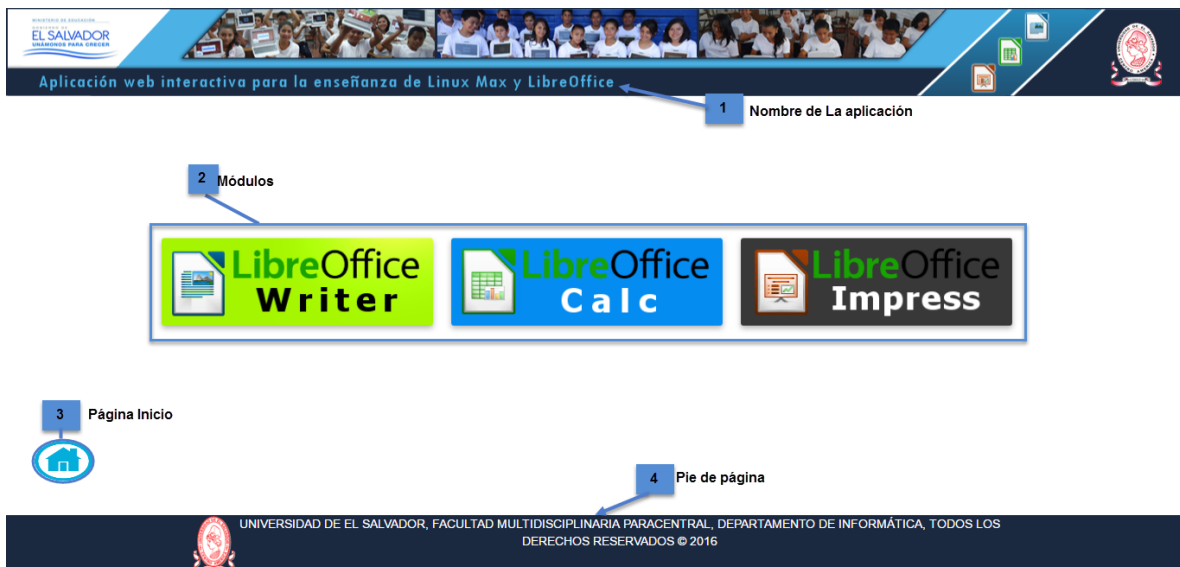 MINISTERIO DE EDUCACIÓN
GOBIERNO DE
EL SALVADOR
UNÁMONOS PARA CRECER
Aplicación web interactiva para la enseñanza de Linux Max y LibreOffice
1 Nombre de La aplicación
2 Módulos
LibreOffice
Writer
LibreOffice
Calc
LibreOffice
Impress
3 Página Inicio
4 Pie de página
UNIVERSIDAD DE EL SALVADOR, FACULTAD MULTIDISCIPLINARIA PARACENTRAL, DEPARTAMENTO DE INFORMÁTICA, TODOS LOS
DERECHOS RESERVADOS © 2016